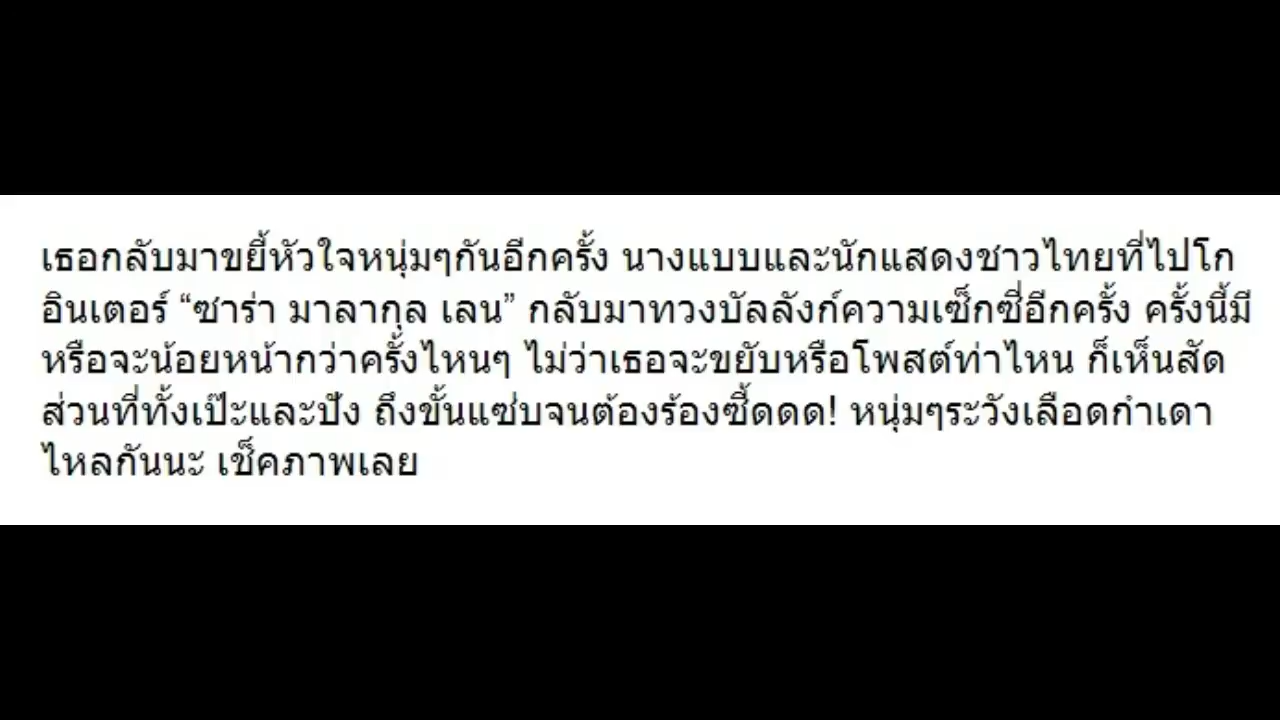 เธอกลับมาขยี้หัวใจหนุ่มๆกันอีกครั้ง นางแบบและนักแสดงชาวไทยที่ไปโก
อินเตอร์ “ซาร่า มาลากุล เลน” กลับมาทวงบัลลังก์ความเซ็กซี่อีกครั้ง ครั้งนี้มี
หรือจะน้อยหน้ากว่าครั้งไหนๆ ไม่ว่าเธอจะขยับหรือโพสต์ท่าไหน ก็เห็นสัด
ส่วนที่ทั้งเป๊ะและปัง ถึงขั้นแซ่บจนต้องร้องซี้ดดด! หนุ่มๆระวังเลือดกำเดา
ไหลกันนะ เช็คภาพเลย